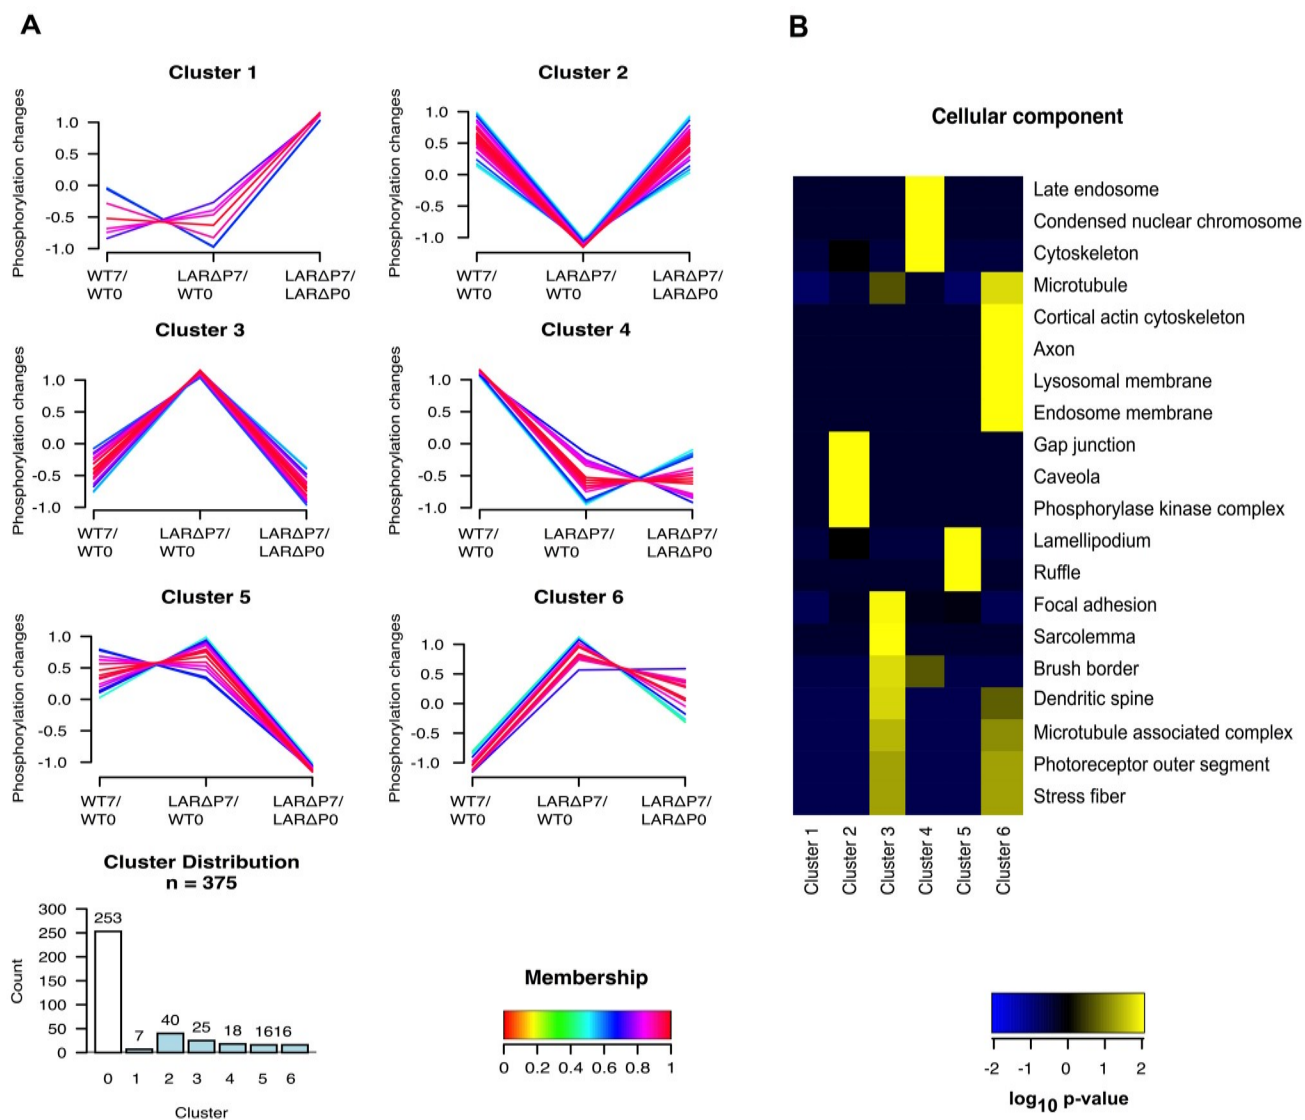 A
B
Cluster 1
Phosphorylation changes
1.0
0.5
0.0
-0.5
-1.0
WT7/
WT0
LARΔP7/
WT0
LARΔP7/
LARΔP0
Cluster 2
Phosphorylation changes
1.0
0.5
0.0
-0.5
-1.0
WT7/
WT0
LARΔP7/
WT0
LARΔP7/
LARΔP0
Cluster 3
Phosphorylation changes
1.0
0.5
0.0
-0.5
-1.0
WT7/
WT0
LARΔP7/
WT0
LARΔP7/
LARΔP0
Cluster 4
Phosphorylation changes
1.0
0.5
0.0
-0.5
-1.0
WT7/
WT0
LARΔP7/
WT0
LARΔP7/
LARΔP0
Cluster 5
Phosphorylation changes
1.0
0.5
0.0
-0.5
-1.0
WT7/
WT0
LARΔP7/
WT0
LARΔP7/
LARΔP0
Cluster 6
Phosphorylation changes
1.0
0.5
0.0
-0.5
-1.0
WT7/
WT0
LARΔP7/
WT0
LARΔP7/
LARΔP0
Cluster Distribution
n = 375
Count
300
250
200
150
100
50
0
253
7
40
25
18
1616
0 1 2 3 4 5 6
Cluster
Membership
0 0.2 0.4 0.6 0.8 1
Cellular component
Late endosome
Condensed nuclear chromosome
Cytoskeleton
Microtubule
Cortical actin cytoskeleton
Axon
Lysosomal membrane
Endosome membrane
Gap junction
Caveola
Phosphorylase kinase complex
Lamellipodium
Ruffle
Focal adhesion
Sarcolemma
Brush border
Dendritic spine
Microtubule associated complex
Photoreceptor outer segment
Stress fiber
Cluster 1
Cluster 2
Cluster 3
Cluster 4
Cluster 5
Cluster 6
-2 -1 0 1 2
log10 p-value